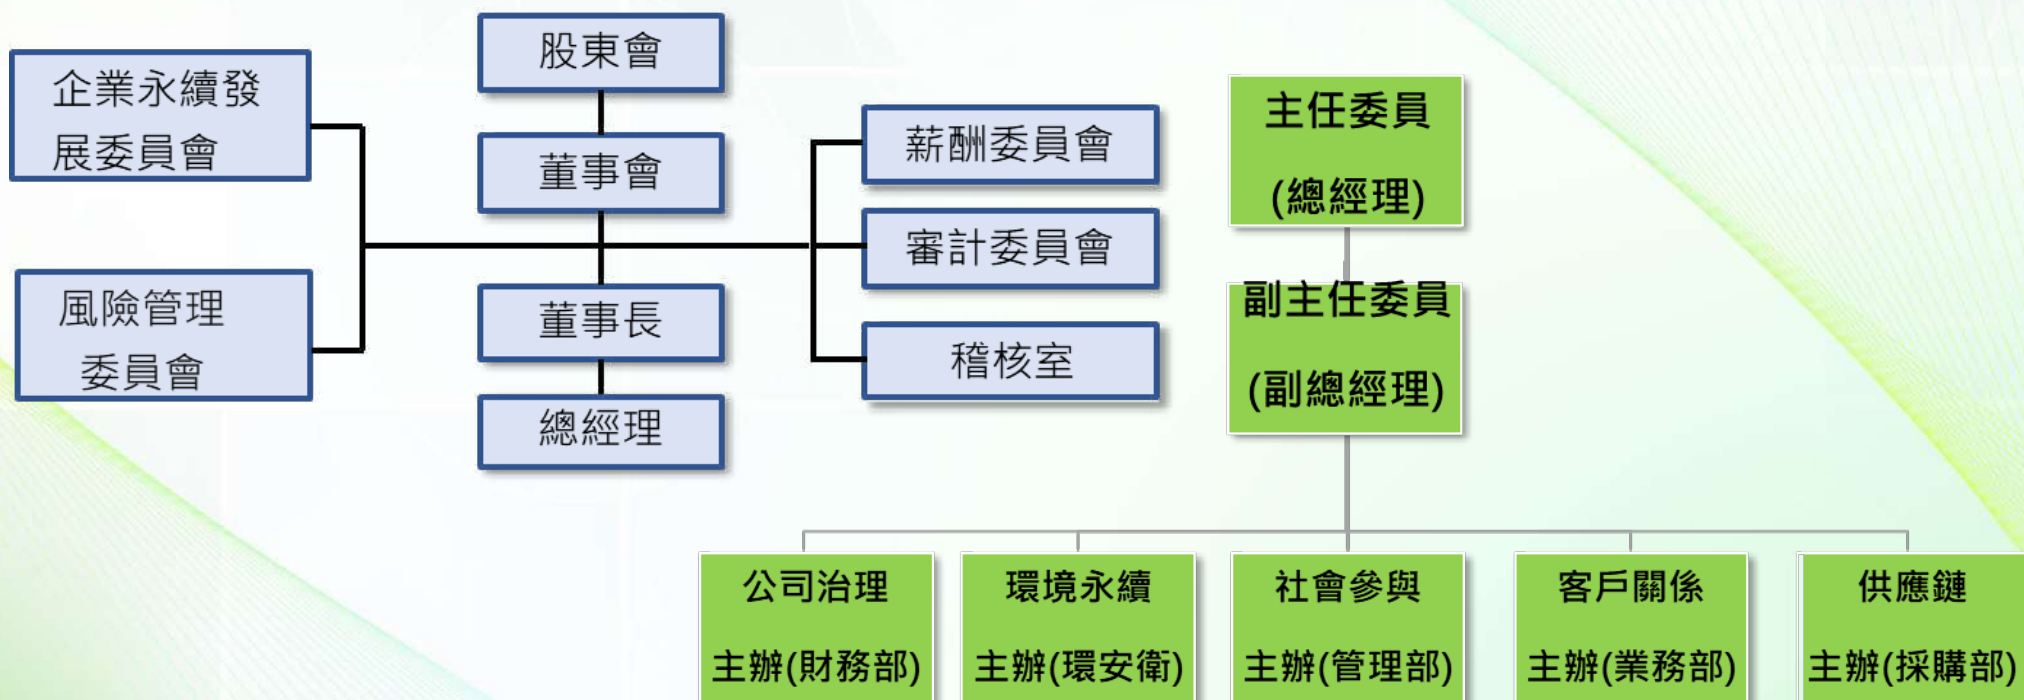 企業永續發
展委員會
風險管理
委員會
股東會
董事會
董事長
總經理
薪酬委員會
審計委員會
稽核室
主任委員
(總經理)
副主任委員
(副總經理)
公司治理
主辦(財務部)
環境永續
主辦(環安衛)
社會參與
主辦(管理部)
客戶關係
主辦(業務部)
供應鏈
主辦(採購部)